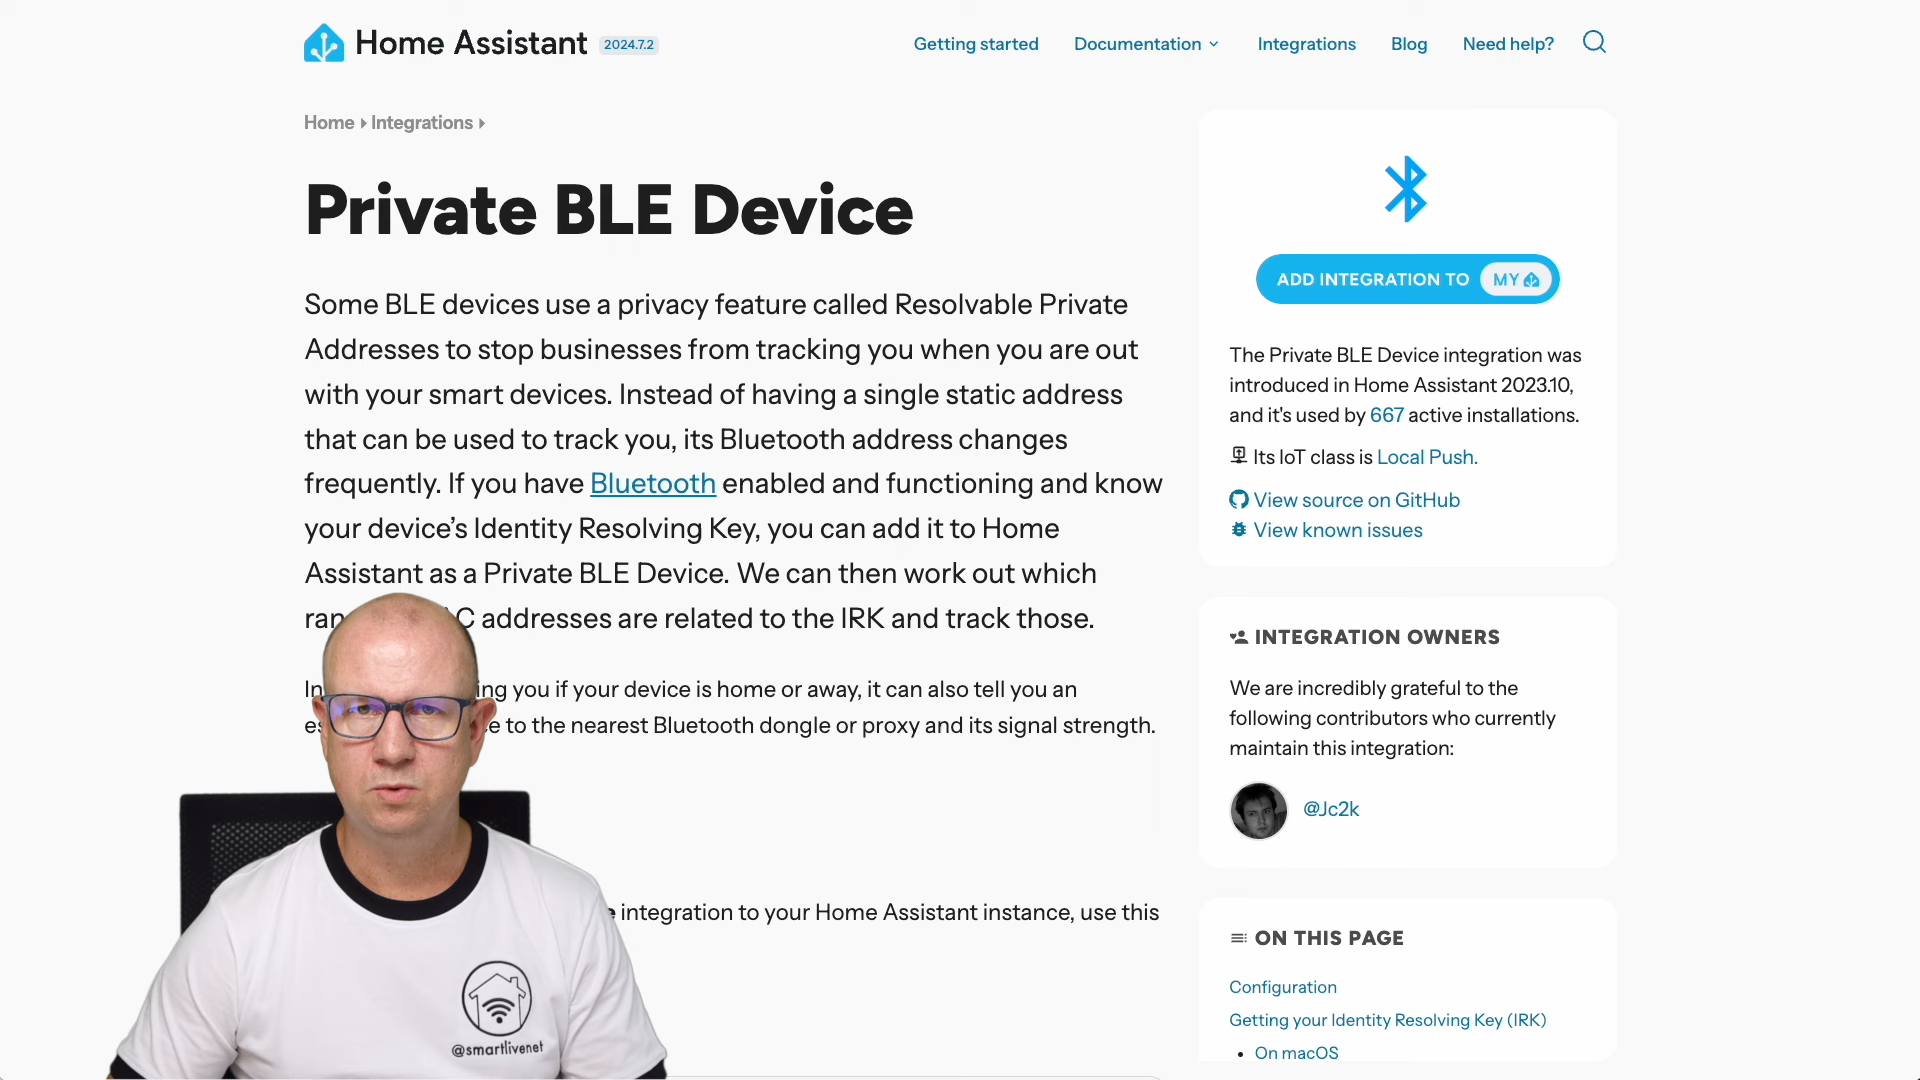 Home Assistant 2024.7.2
Getting started
Documentation
Integrations
Blog
Need help?
Home
Integrations
Private BLE Device
Some BLE devices use a privacy feature called Resolvable Private
Addresses to stop businesses from tracking you when you are out
with your smart devices. Instead of having a single static address
that can be used to track you, its Bluetooth address changes
frequently. If you have Bluetooth enabled and functioning and know
your device’s Identity Resolving Key, you can add it to Home
Assistant as a Private BLE Device. We can then work out which
addresses are related to the IRK and track those.
you if your device is home or away, it can also tell you an
to the nearest Bluetooth dongle or proxy and its signal strength.
integration to your Home Assistant instance, use this
ADD INTEGRATION TO MY
The Private BLE Device integration was
introduced in Home Assistant 2023.10,
and it's used by 667 active installations.
Its IoT class is Local Push.
View source on GitHub
View known issues
INTEGRATION OWNERS
We are incredibly grateful to the
following contributors who currently
maintain this integration:
@Jc2k
ON THIS PAGE
Configuration
Getting your Identity Resolving Key (IRK)
• On macOS
@smartlivenet